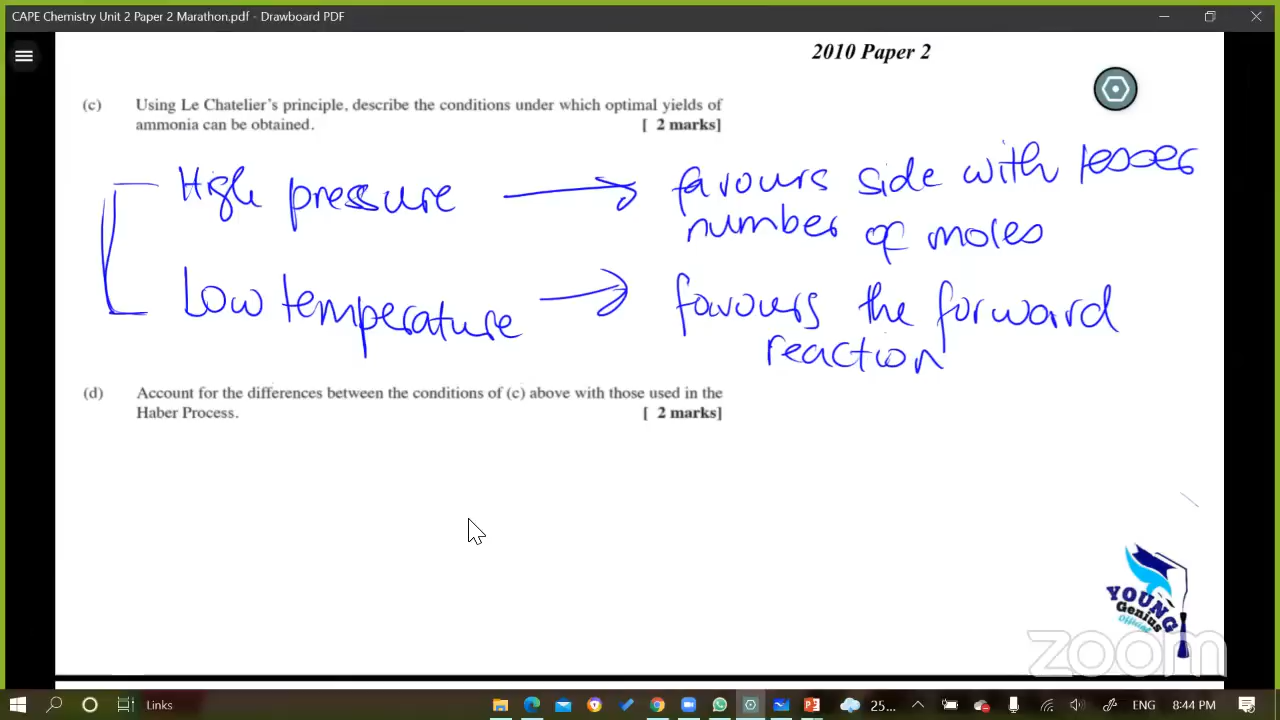 CAPE Chemistry Unit 2 Paper 2 Marathon.pdf - Drawboard PDF
2010 Paper 2
(c) Using Le Chatelier's principle, describe the conditions under which optimal yields of
ammonia can be obtained. [ 2 marks]
High pressure → favours side with lesser
number of moles
Low temperature → favours the forward
reaction
(d) Account for the differences between the conditions of (c) above with those used in the
Haber Process. [ 2 marks]
YOUNG
Genius
Official
zoom
Links
25...
ENG
8:44 PM